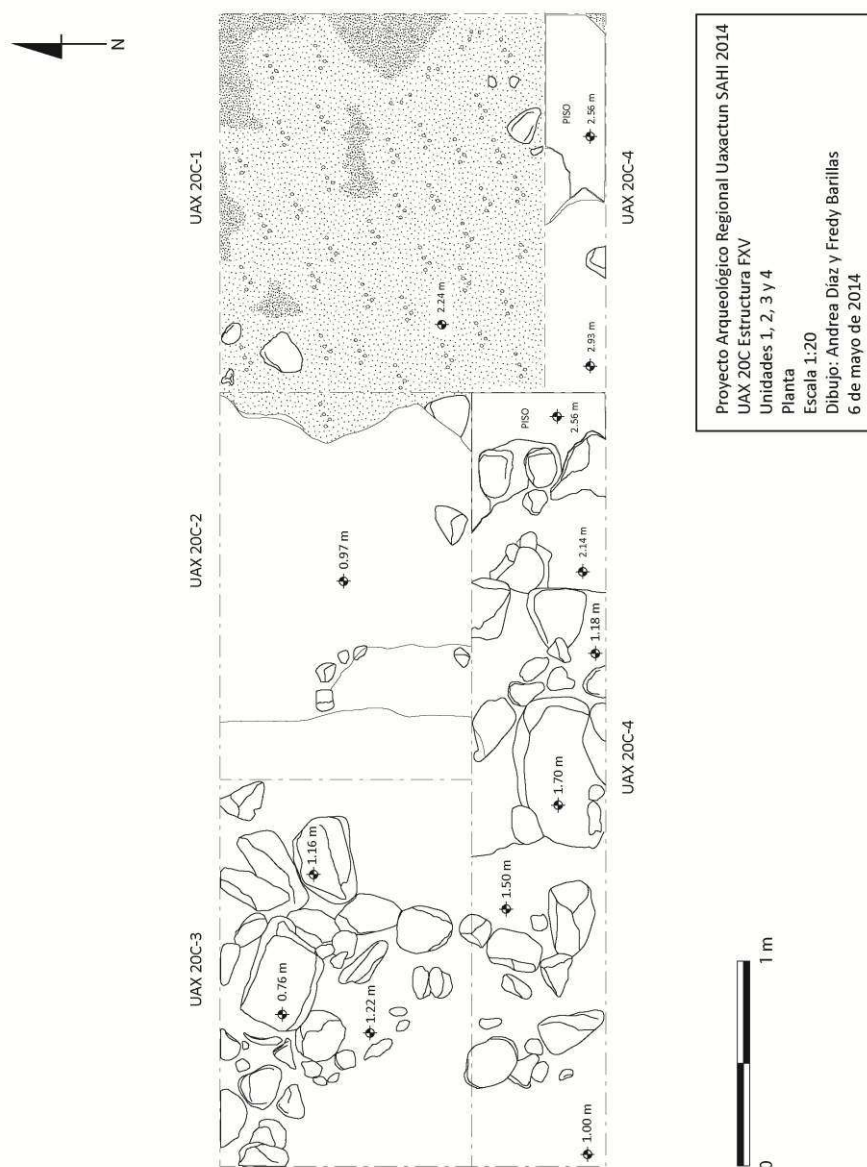 N
UAX 20C-3
UAX 20C-2
UAX 20C-1
0.76 m
1.16 m
1.22 m
0.97 m
2.24 m
PISO
2.56 m
1.00 m
1.50 m
1.70 m
1.18 m
2.14 m
PISO
2.56 m
2.93 m
UAX 20C-4
UAX 20C-4
0
1 m
Proyecto Arqueológico Regional Uaxactun SAHI 2014
UAX 20C Estructura FXV
Unidades 1, 2, 3 y 4
Planta
Escala 1:20
Dibujo: Andrea Díaz y Fredy Barillas
6 de mayo de 2014